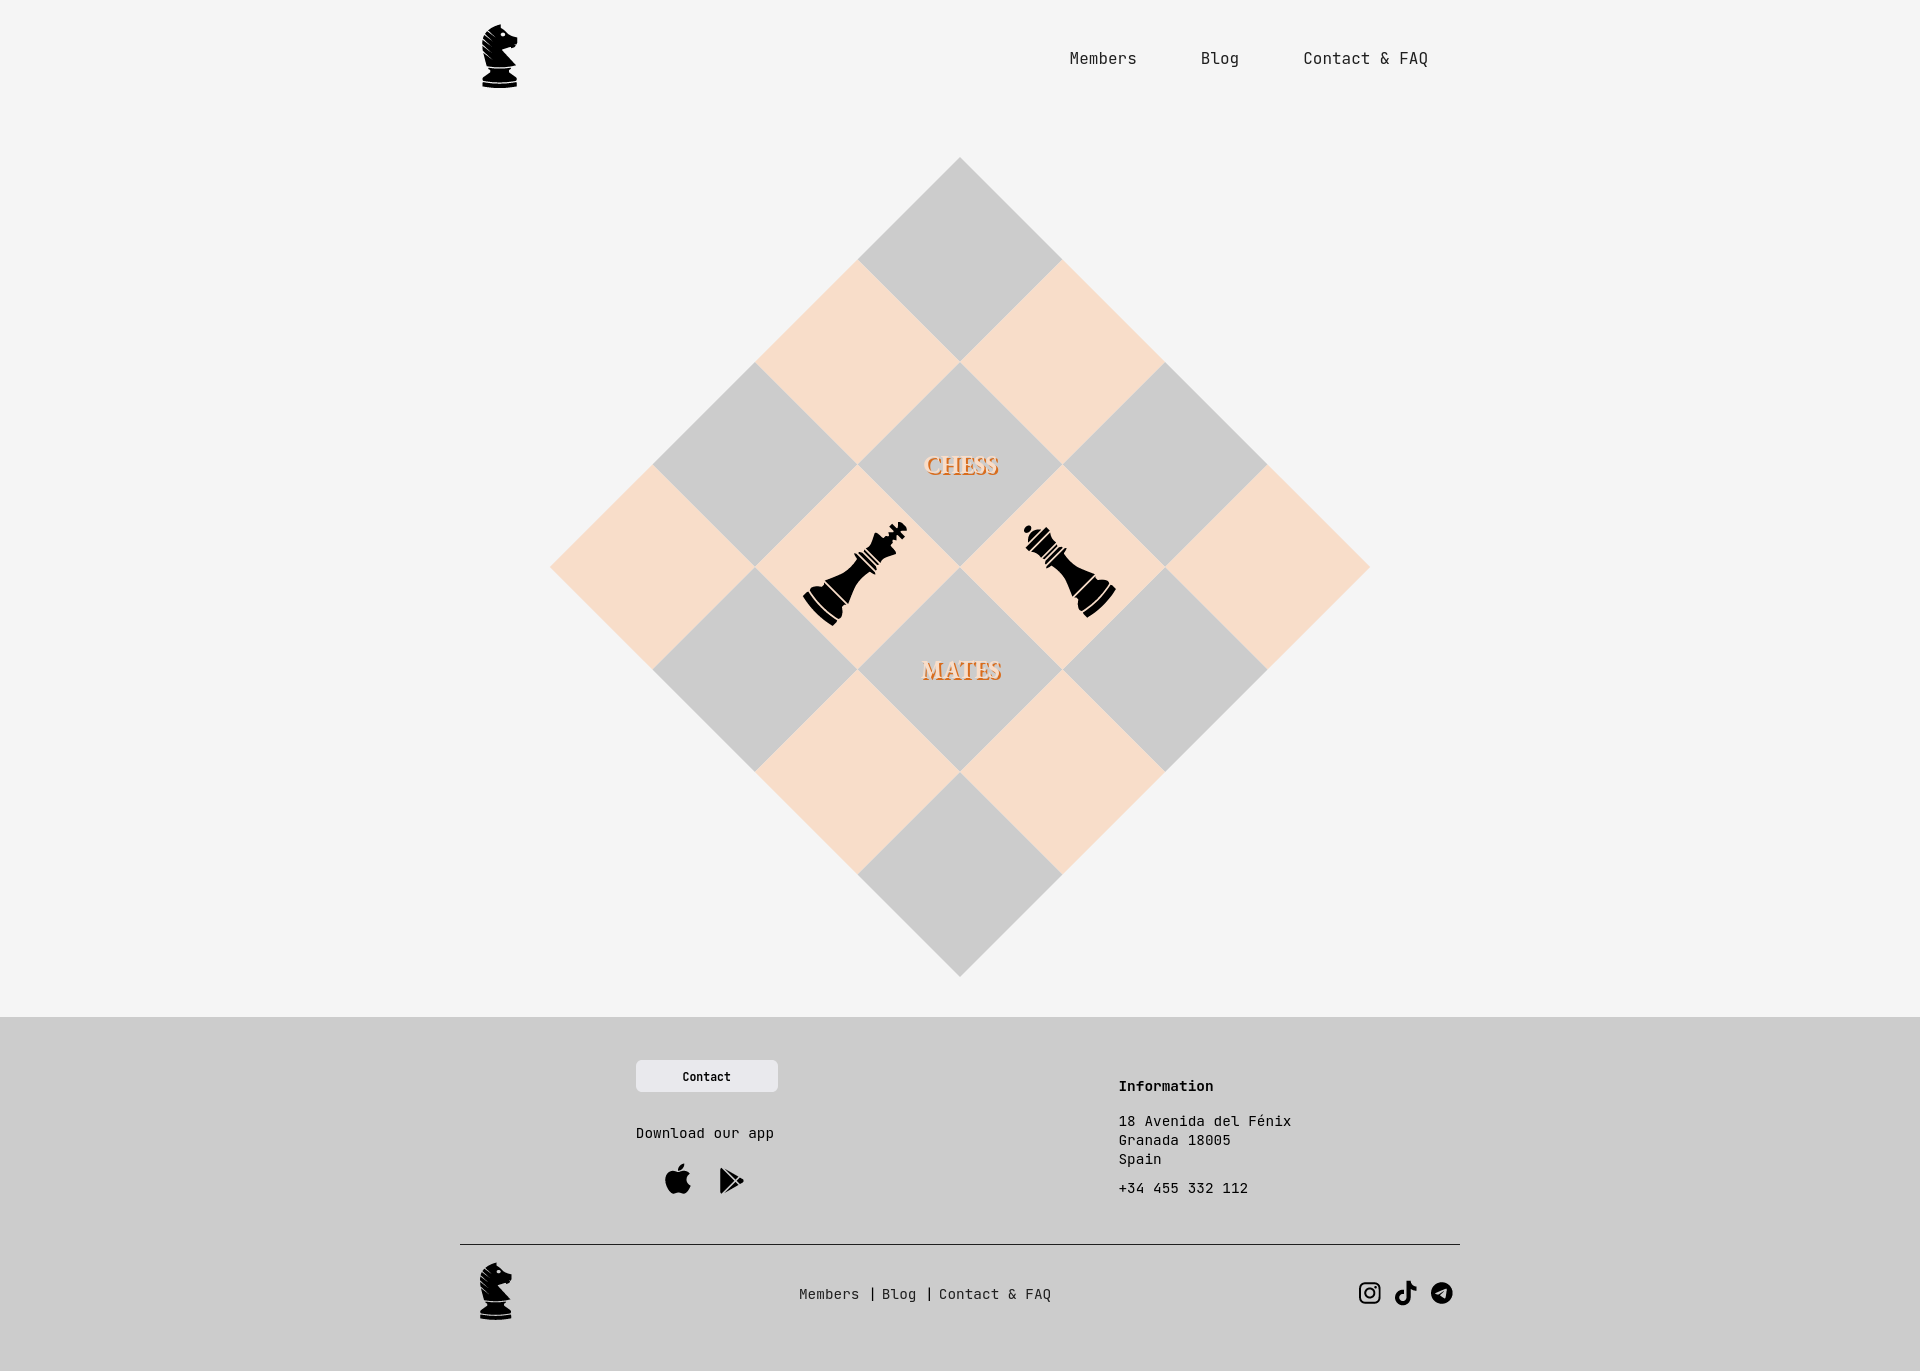 Members Blog Contact & FAQ
CHESS
MATES
Contact
Download our app
Information
18 Avenida del Fénix
Granada 18005
Spain
+34 455 332 112
Members | Blog | Contact & FAQ